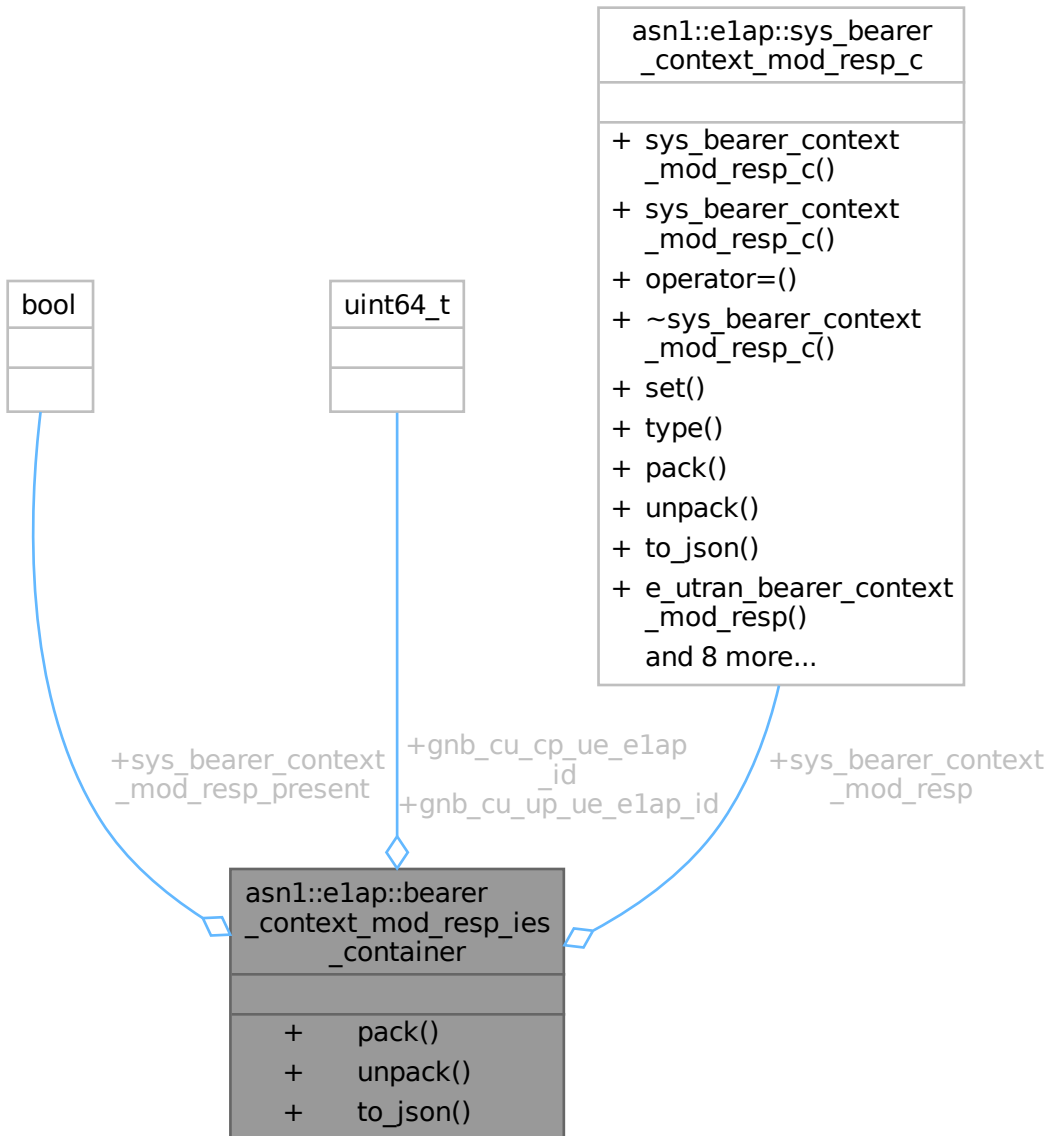 asn1::e1ap::sys_bearer
_context_mod_resp_c
+ sys_bearer_context
_mod_resp_c()
+ sys_bearer_context
_mod_resp_c()
+ operator=()
+ ~sys_bearer_context
_mod_resp_c()
+ set()
+ type()
+ pack()
+ unpack()
+ to_json()
+ e_utran_bearer_context
_mod_resp()
and 8 more...
bool
uint64_t
+sys_bearer_context
_mod_resp_present
+gnb_cu_cp_ue_e1ap
_id
+gnb_cu_up_ue_e1ap_id
+sys_bearer_context
_mod_resp
asn1::e1ap::bearer
_context_mod_resp_ies
_container
+ pack()
+ unpack()
+ to_json()